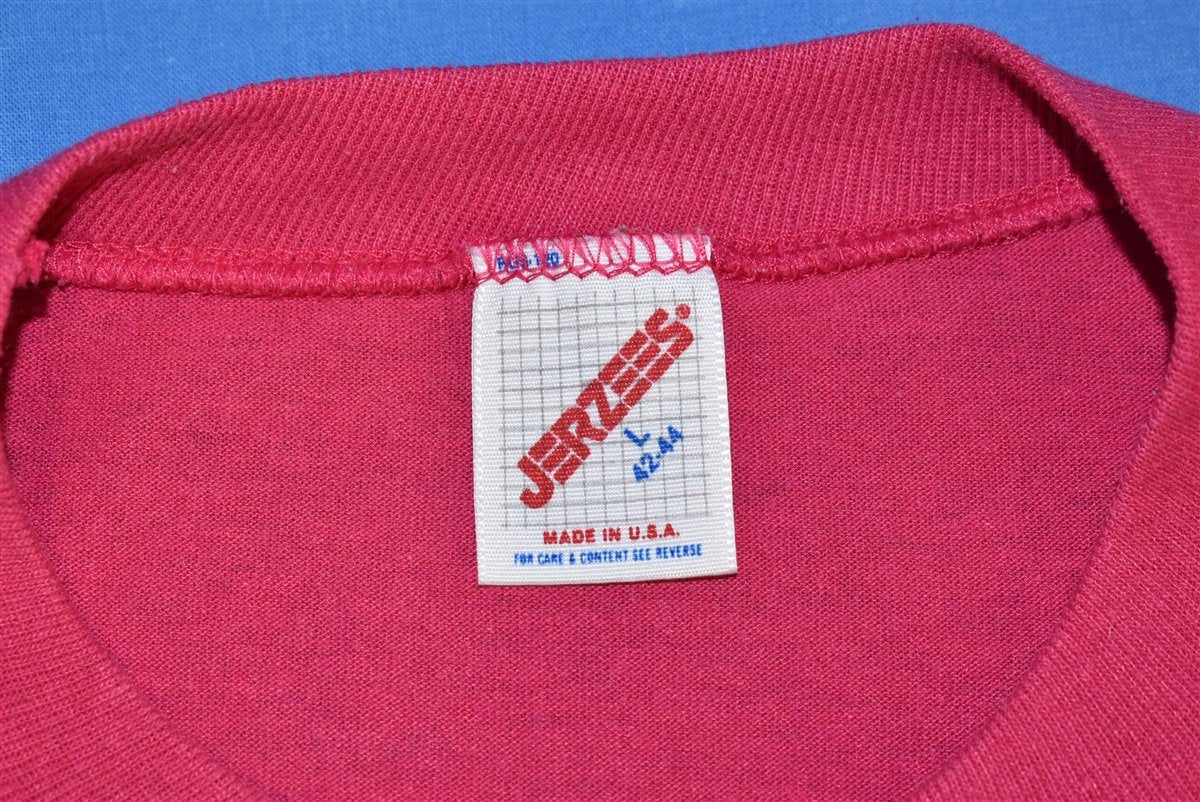 JERZEES
L
42-44
MADE IN U.S.A.
FOR CARE & CONTENT SEE REVERSE